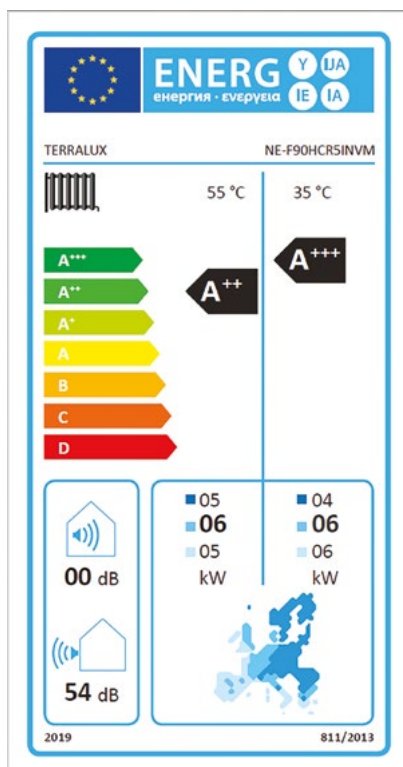 ENERG Y IJA
енергия · ενεργεια IE IA
TERRALUX NE-F90HCR5INVM
55 °C 35 °C
A+++
A+++
A++
A++
A+
A
B
C
D
05 04
06 06
05 06
kW kW
00 dB
54 dB
2019 811/2013